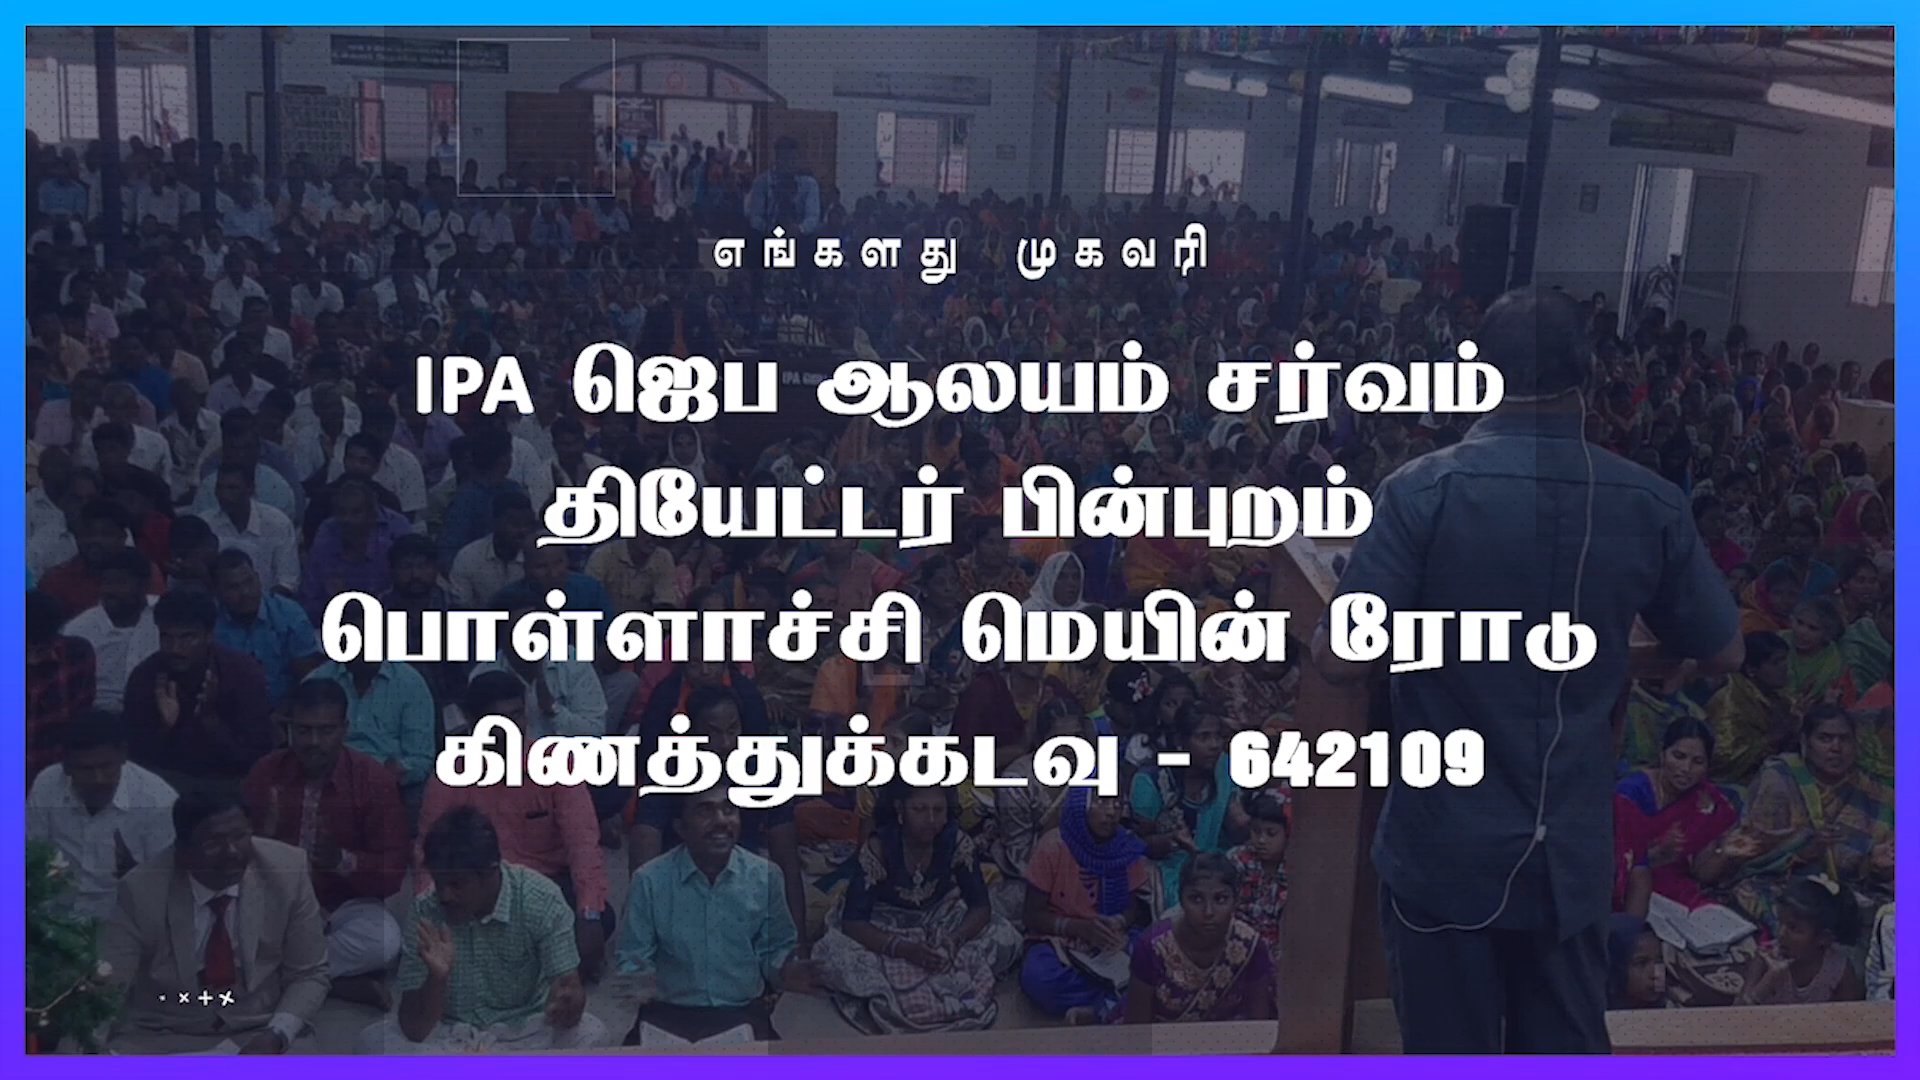 எங்களது முகவரி
IPA ஜெப ஆலயம் சர்வம்
தியேட்டர் பின்புறம்
பொள்ளாச்சி மெயின் ரோடு
கிணத்துக்கடவு - 642109